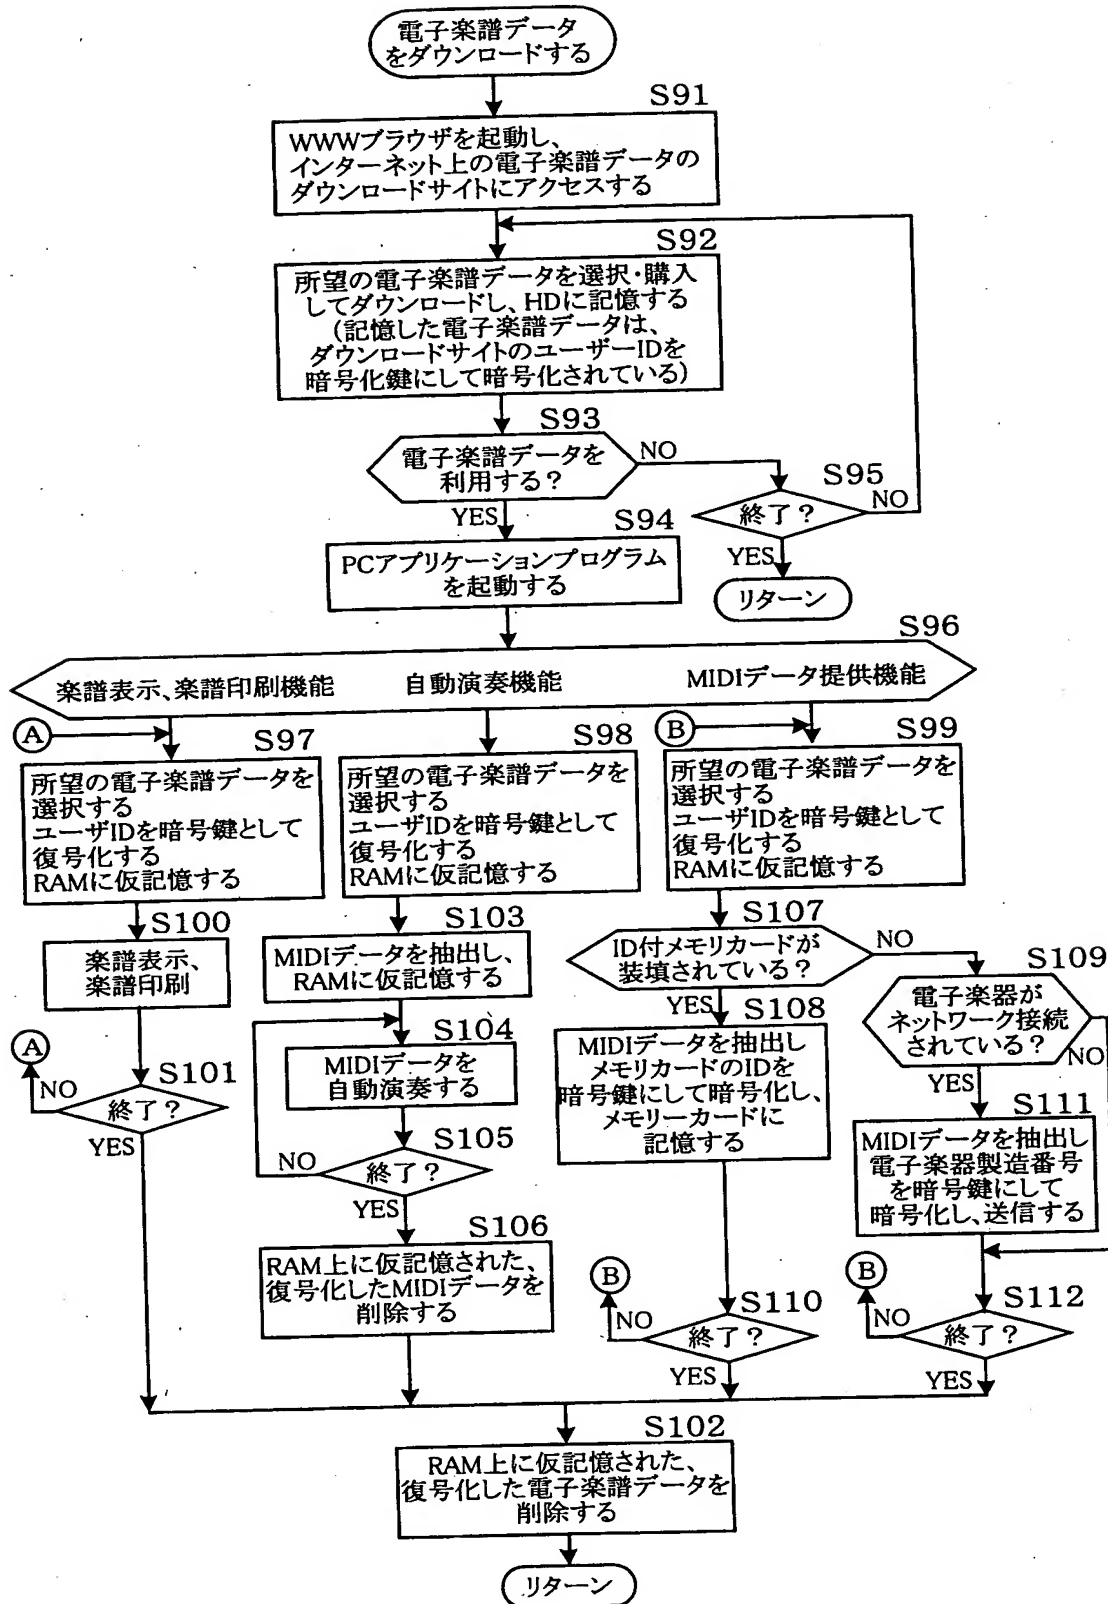 電子楽譜データ
をダウンロードする
S91
WWWブラウザを起動し、
インターネット上の電子楽譜データの
ダウンロードサイトにアクセスする
S92
所望の電子楽譜データを選択・購入
してダウンロードし、HDに記憶する
(記憶した電子楽譜データは、
ダウンロードサイトのユーザーIDを
暗号化鍵にして暗号化されている)
S93
電子楽譜データを
利用する?
NO
YES
S95
終了?
NO
YES
リターン
S94
PCアプリケーションプログラム
を起動する
S96
楽譜表示、楽譜印刷機能
自動演奏機能
MIDIデータ提供機能
A
S97
所望の電子楽譜データを
選択する
ユーザIDを暗号鍵として
復号化する
RAMに仮記憶する
S98
所望の電子楽譜データを
選択する
ユーザIDを暗号鍵として
復号化する
RAMに仮記憶する
B
S99
所望の電子楽譜データを
選択する
ユーザIDを暗号鍵として
復号化する
RAMに仮記憶する
S100
楽譜表示、
楽譜印刷
A
NO
S101
終了?
YES
S103
MIDIデータを抽出し、
RAMに仮記憶する
S104
MIDIデータを
自動演奏する
S105
NO
終了?
YES
S106
RAM上に仮記憶された、
復号化したMIDIデータを
削除する
S107
ID付メモリカードが
装填されている?
NO
YES
S108
MIDIデータを抽出し
メモリカードのIDを
暗号鍵にして暗号化し、
メモリーカードに
記憶する
S109
電子楽器が
ネットワーク接続
されている?
NO
YES
S111
MIDIデータを抽出し
電子楽器製造番号
を暗号鍵にして
暗号化し、送信する
B
NO
S110
終了?
YES
B
NO
S112
終了?
YES
S102
RAM上に仮記憶された、
復号化した電子楽譜データを
削除する
リターン